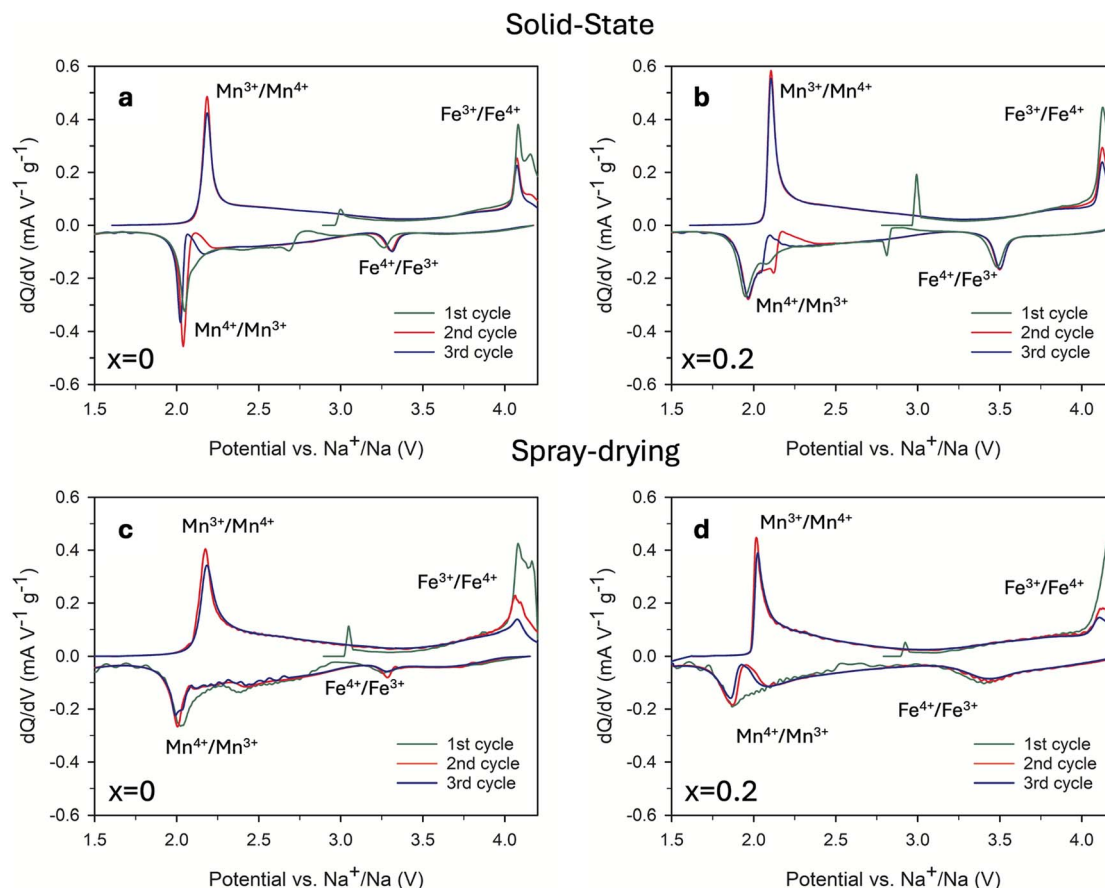 Solid-State
a
Mn³⁺/Mn⁴⁺
Fe³⁺/Fe⁴⁺
Fe⁴⁺/Fe³⁺
Mn⁴⁺/Mn³⁺
1st cycle
2nd cycle
3rd cycle
x=0
dQ/dV (mA V⁻¹ g⁻¹)
0.6
0.4
0.2
0.0
-0.2
-0.4
-0.6
1.5 2.0 2.5 3.0 3.5 4.0
Potential vs. Na⁺/Na (V)
b
Mn³⁺/Mn⁴⁺
Fe³⁺/Fe⁴⁺
Fe⁴⁺/Fe³⁺
Mn⁴⁺/Mn³⁺
1st cycle
2nd cycle
3rd cycle
x=0.2
dQ/dV (mA V⁻¹ g⁻¹)
0.6
0.4
0.2
0.0
-0.2
-0.4
-0.6
1.5 2.0 2.5 3.0 3.5 4.0
Potential vs. Na⁺/Na (V)
Spray-drying
c
Mn³⁺/Mn⁴⁺
Fe³⁺/Fe⁴⁺
Fe⁴⁺/Fe³⁺
Mn⁴⁺/Mn³⁺
1st cycle
2nd cycle
3rd cycle
x=0
dQ/dV (mA V⁻¹ g⁻¹)
0.6
0.4
0.2
0.0
-0.2
-0.4
-0.6
1.5 2.0 2.5 3.0 3.5 4.0
Potential vs. Na⁺/Na (V)
d
Mn³⁺/Mn⁴⁺
Fe³⁺/Fe⁴⁺
Fe⁴⁺/Fe³⁺
Mn⁴⁺/Mn³⁺
1st cycle
2nd cycle
3rd cycle
x=0.2
dQ/dV (mA V⁻¹ g⁻¹)
0.6
0.4
0.2
0.0
-0.2
-0.4
-0.6
1.5 2.0 2.5 3.0 3.5 4.0
Potential vs. Na⁺/Na (V)